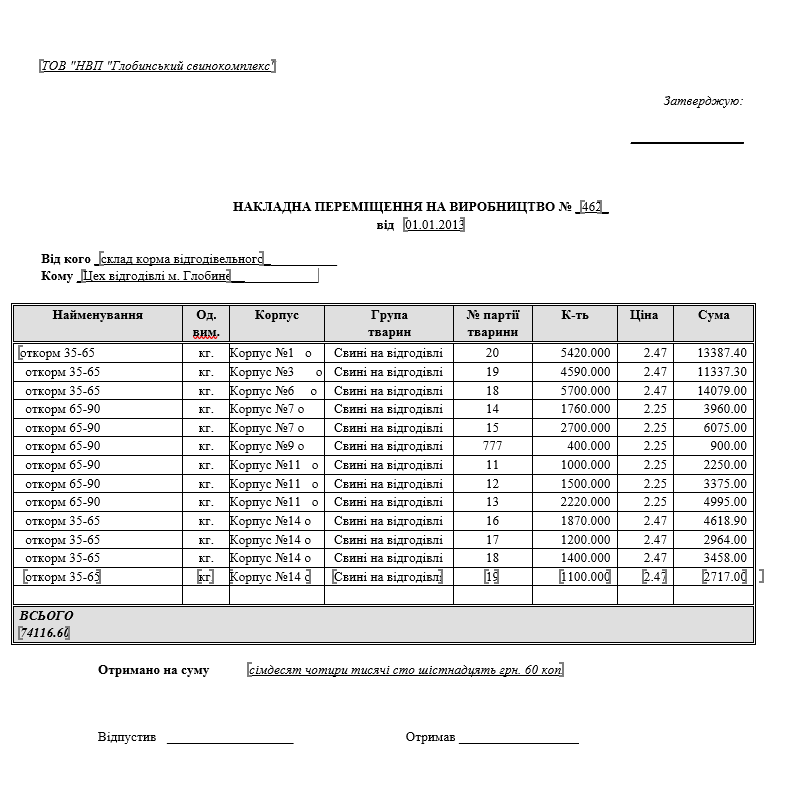 ТОВ "НВП "Глобинський свинокомплекс"
Затверджую:
НАКЛАДНА ПЕРЕМІЩЕННЯ НА ВИРОБНИЦТВО № _462_
від 01.01.2013
Від кого _склад корма відгодівельного_
Кому _Цех відгодівлі м. Глобине__
Найменування Од. вим. Корпус Група тварин № партії тварини К-ть Ціна Сума
откорм 35-65 кг. Корпус №1 о Свині на відгодівлі 20 5420.000 2.47 13387.40
откорм 35-65 кг. Корпус №3 о Свині на відгодівлі 19 4590.000 2.47 11337.30
откорм 35-65 кг. Корпус №6 о Свині на відгодівлі 18 5700.000 2.47 14079.00
откорм 65-90 кг. Корпус №7 о Свині на відгодівлі 14 1760.000 2.25 3960.00
откорм 65-90 кг. Корпус №7 о Свині на відгодівлі 15 2700.000 2.25 6075.00
откорм 65-90 кг. Корпус №9 о Свині на відгодівлі 777 400.000 2.25 900.00
откорм 65-90 кг. Корпус №11 о Свині на відгодівлі 11 1000.000 2.25 2250.00
откорм 65-90 кг. Корпус №11 о Свині на відгодівлі 12 1500.000 2.25 3375.00
откорм 65-90 кг. Корпус №11 о Свині на відгодівлі 13 2220.000 2.25 4995.00
откорм 35-65 кг. Корпус №14 о Свині на відгодівлі 16 1870.000 2.47 4618.90
откорм 35-65 кг. Корпус №14 о Свині на відгодівлі 17 1200.000 2.47 2964.00
откорм 35-65 кг. Корпус №14 о Свині на відгодівлі 18 1400.000 2.47 3458.00
откорм 35-65 кг. Корпус №14 о Свині на відгодівлі 19 1100.000 2.47 2717.00
ВСЬОГО
74116.60
Отримано на суму сімдесят чотири тисячі сто шістнадцять грн. 60 коп
Відпустив Отримав